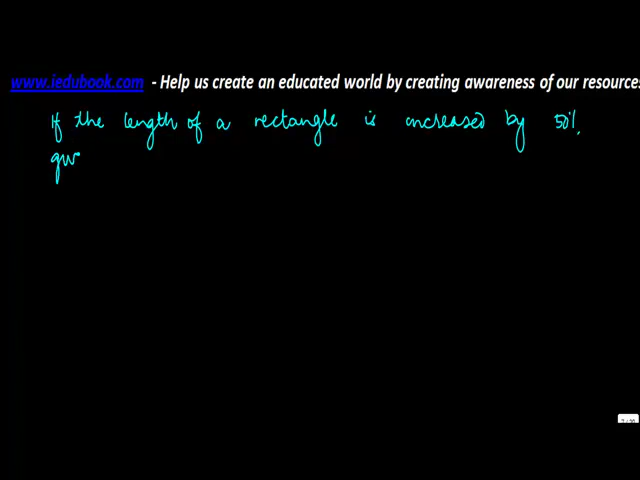 www.iedubook.com - Help us create an educated world by creating awareness of our resources
If the length of a rectangle is increased by 50%,